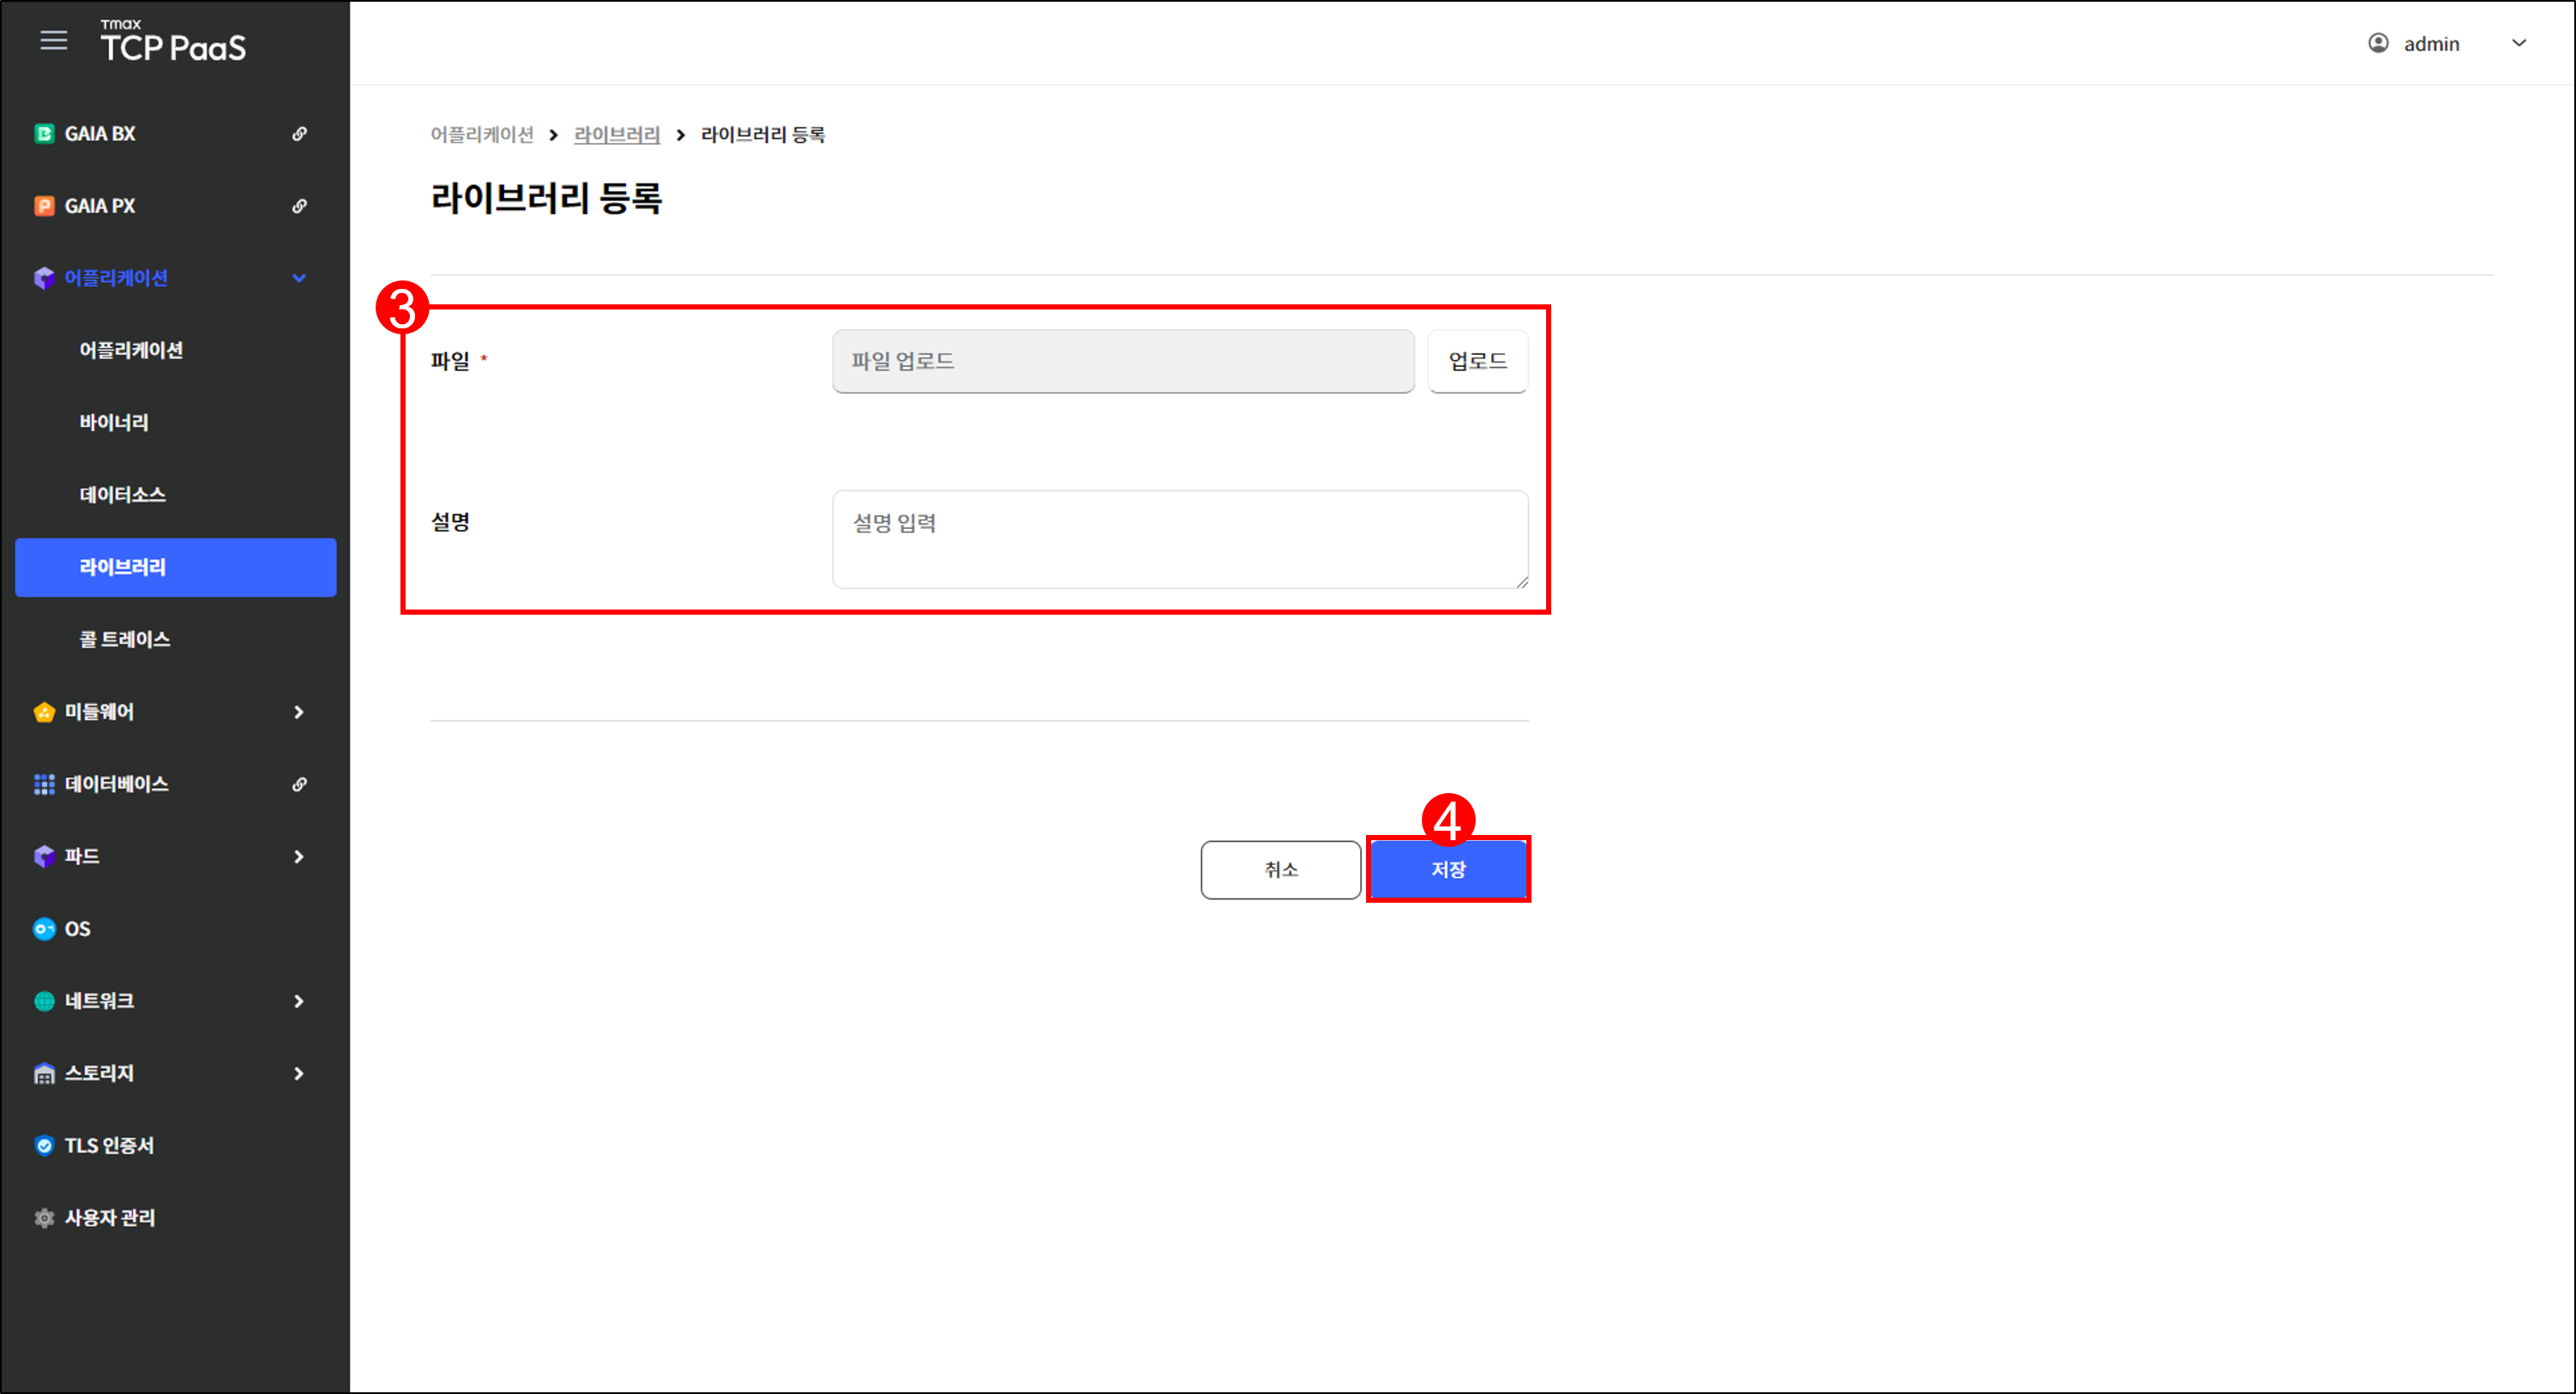 Tmax
TCP PaaS
admin
GAIA BX
GAIA PX
어플리케이션
어플리케이션
바이너리
데이터소스
라이브러리
콜 트레이스
미들웨어
데이터베이스
파드
OS
네트워크
스토리지
TLS 인증서
사용자 관리
어플리케이션 > 라이브러리 > 라이브러리 등록
라이브러리 등록
3
파일 * 파일 업로드 업로드
설명 설명 입력
4
취소 저장